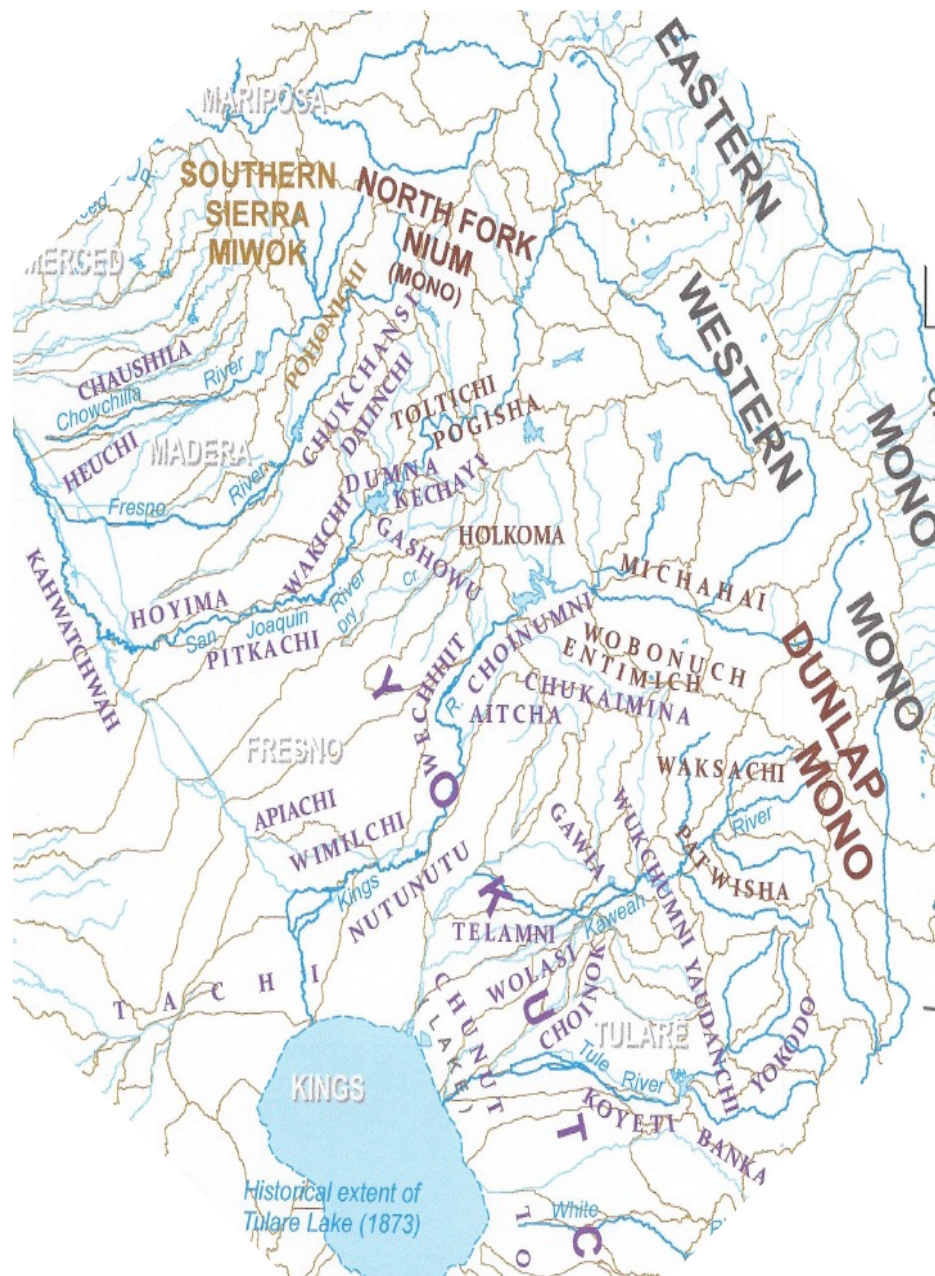 EASTERN
MARIPOSA
SOUTHERN
SIERRA
MIWOK
NORTH FORK
NIUM
(MONO)
WESTERN
MONO
POHONICHI
CHAUSHILA
Chowchilla River
CHUKCHANSI
DALINCHI
TOLTICHI
POGISHA
HEUCHI
MADERA
Fresno River
DUMNA
KECHAYI
WAKICHI
GASHOWU
HOLKOMA
KAHWATCHWAH
HOYIMA
San Joaquin River
Dry Cr.
PITKACHI
MICHAHAI
CHOINUMNI
WOBONUCH
ENTIMICH
CHUKAIMINA
AITCHA
WECHIHIT
R.
MONO
DUNLAP
MONO
FRESNO
YOKUT
WAKSACHI
APIACHI
WIMILCHI
Kings
NUTUNUTU
GAWIA
WUKCHUMNI
PATWISHA
Kaweah River
TELAMNI
WOLASI
CHOINOK
TACHI
CHUNUT
(LAKE)
TULARE
YAUDANCHI
YOKODO
KINGS
Tule River
KOYETI
BANKA
Historical extent of
Tulare Lake (1873)
White
C